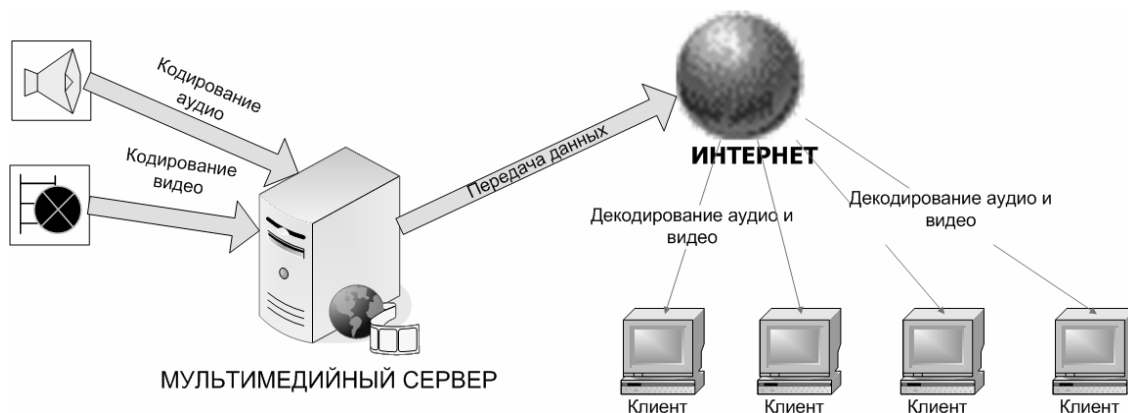 Кодирование
аудио
Кодирование
видео
Передача данных
ИНТЕРНЕТ
Декодирование аудио и
видео
Декодирование аудио и
видео
МУЛЬТИМЕДИЙНЫЙ СЕРВЕР
Клиент
Клиент
Клиент
Клиент